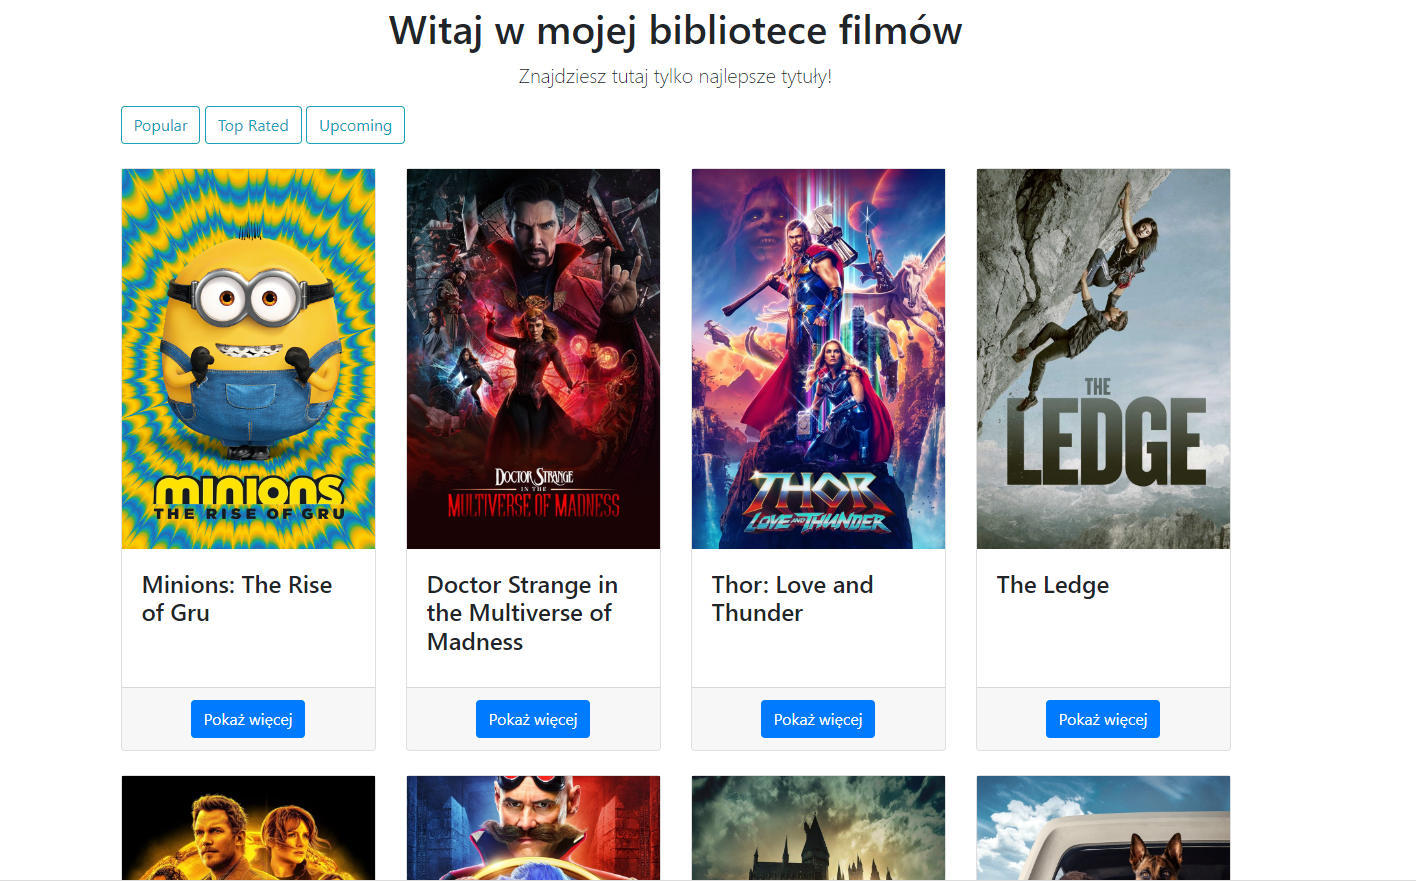 Witaj w mojej bibliotece filmów
Znajdziesz tutaj tylko najlepsze tytuły!
Popular
Top Rated
Upcoming
MINIONS
THE RISE OF GRU
DOCTOR STRANGE
IN THE
MULTIVERSE OF MADNESS
THOR
LOVE AND THUNDER
THE
LEDGE
Minions: The Rise
of Gru
Doctor Strange in
the Multiverse of
Madness
Thor: Love and
Thunder
The Ledge
Pokaż więcej
Pokaż więcej
Pokaż więcej
Pokaż więcej